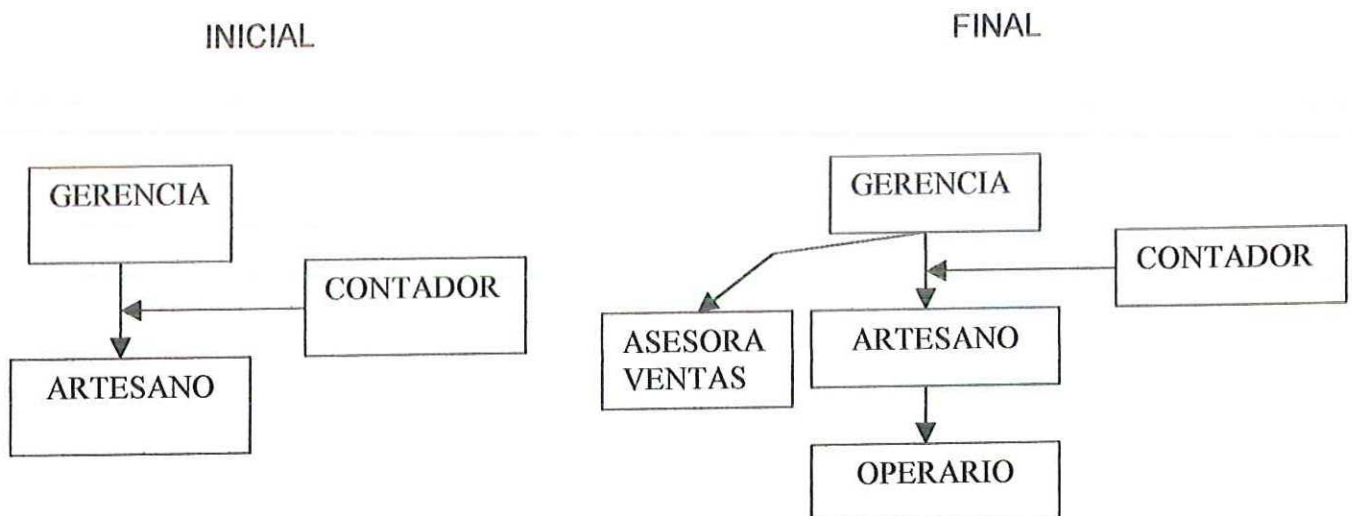 INICIAL
GERENCIA
CONTADOR
ARTESANO
FINAL
GERENCIA
CONTADOR
ASESORA
VENTAS
ARTESANO
OPERARIO